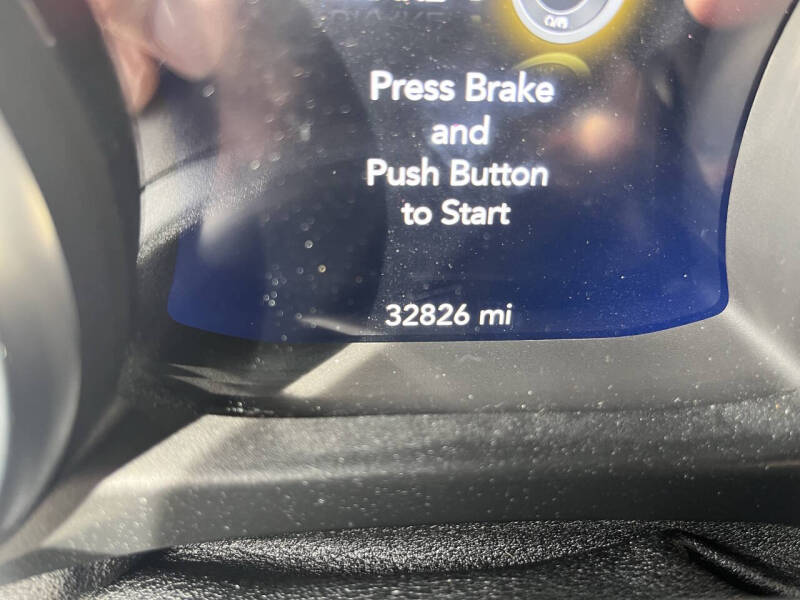 Press Brake
and
Push Button
to Start
32826 mi